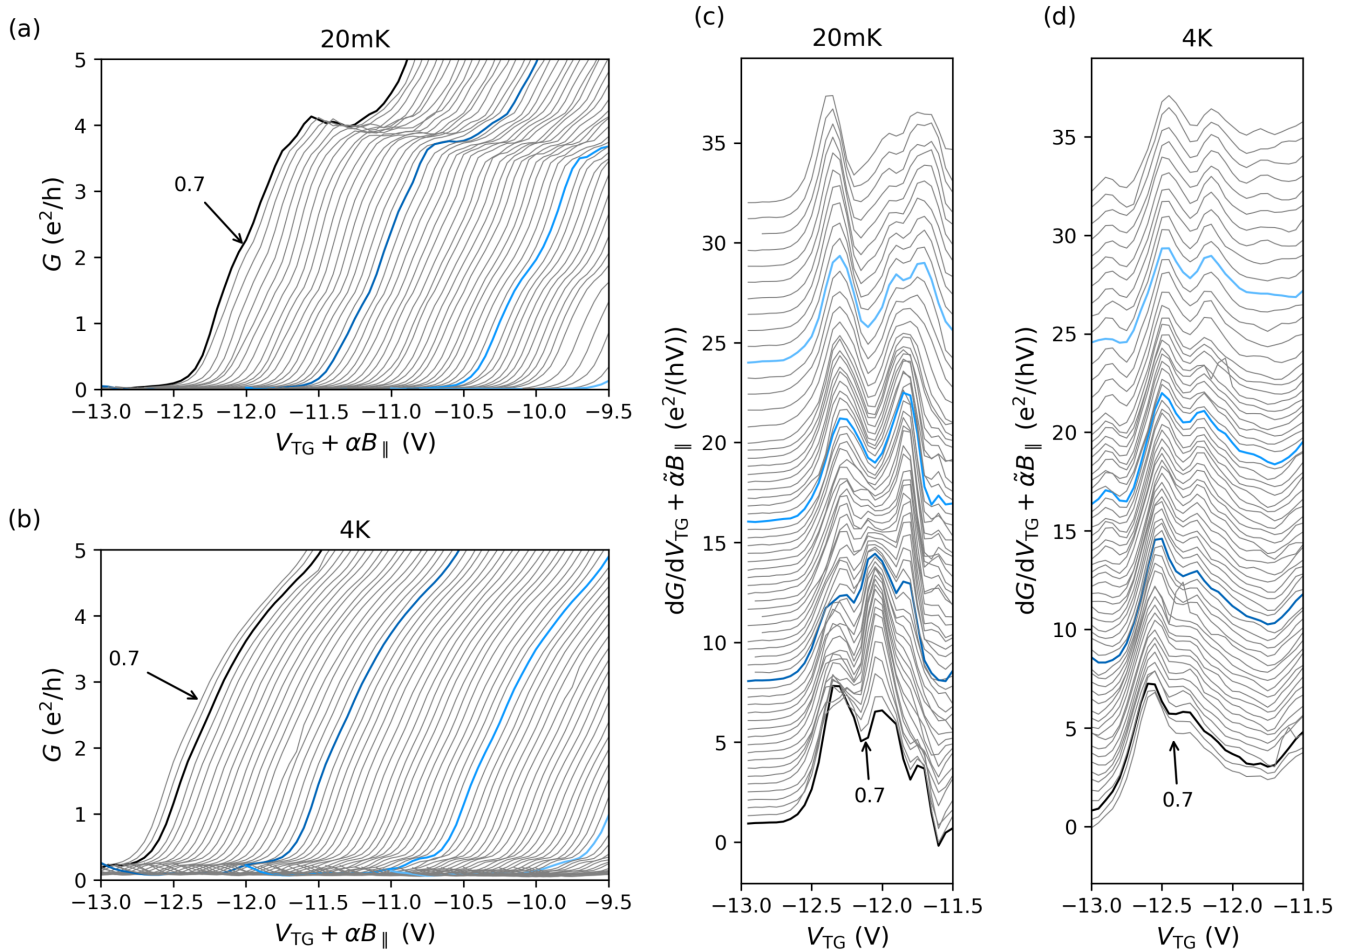 (a)
20mK
5
4
3
2
1
0
G (e²/h)
0.7
−13.0 −12.5 −12.0 −11.5 −11.0 −10.5 −10.0 −9.5
V_TG + αB_∥ (V)
(b)
4K
5
4
3
2
1
0
G (e²/h)
0.7
−13.0 −12.5 −12.0 −11.5 −11.0 −10.5 −10.0 −9.5
V_TG + αB_∥ (V)
(c)
20mK
35
30
25
20
15
10
5
0
dG/dV_TG + α̃B_∥ (e²/(hV))
0.7
−13.0 −12.5 −12.0 −11.5
V_TG (V)
(d)
4K
35
30
25
20
15
10
5
0
dG/dV_TG + α̃B_∥ (e²/(hV))
0.7
−13.0 −12.5 −12.0 −11.5
V_TG (V)